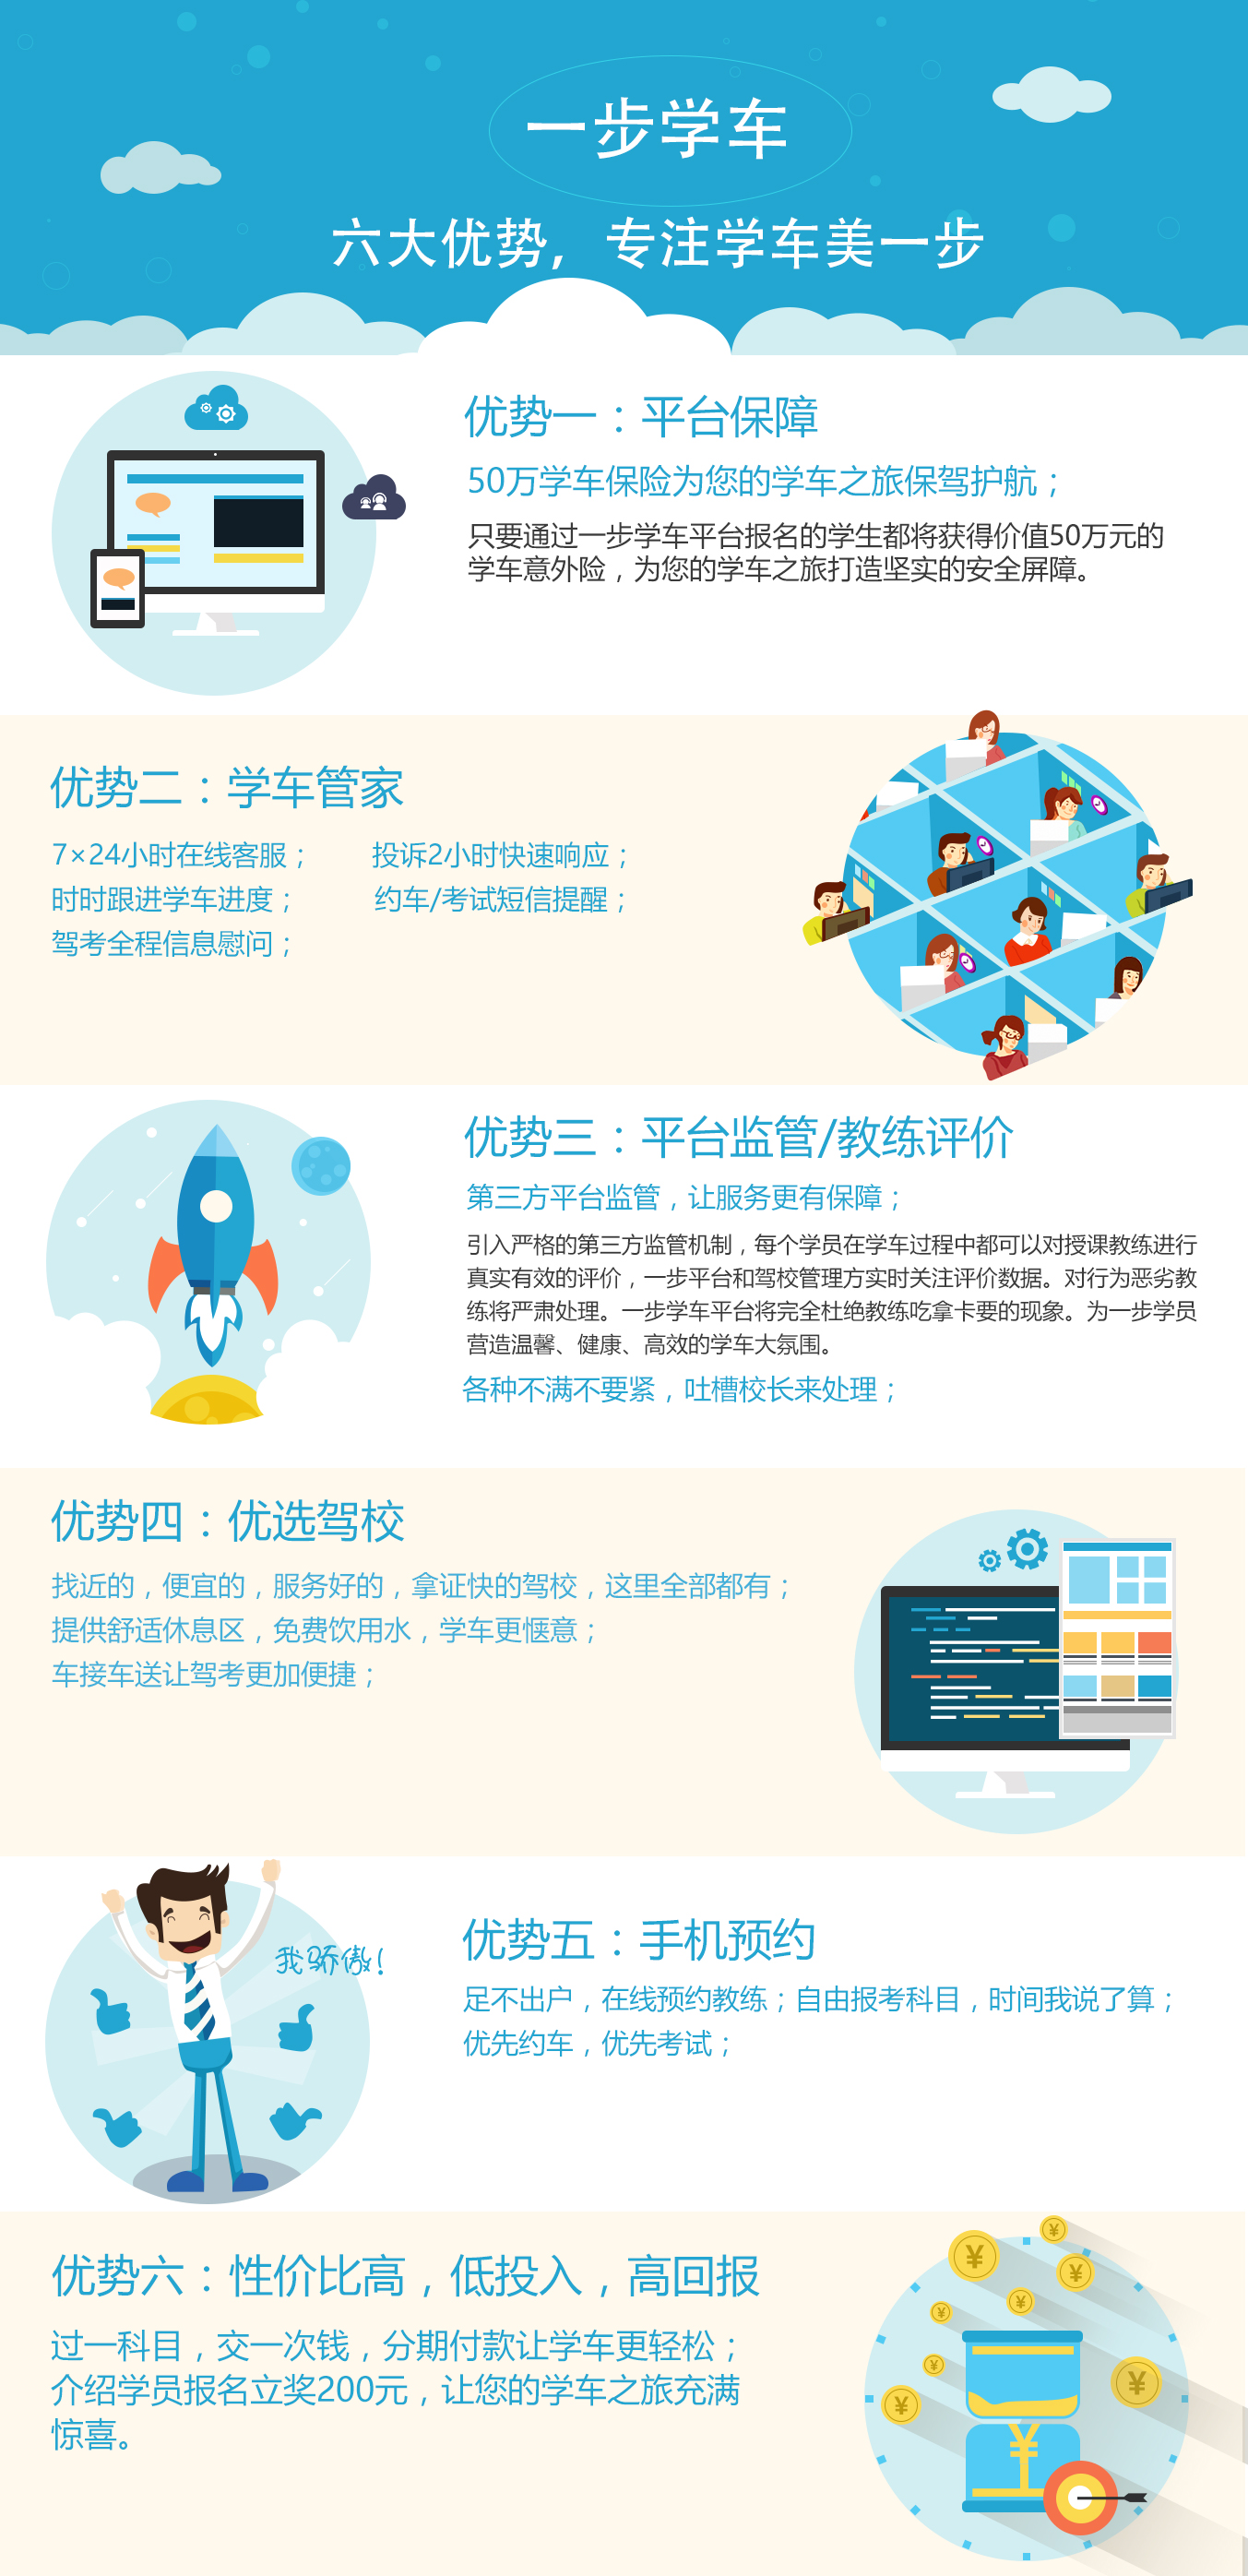 一步学车
六大优势，专注学车美一步
优势一：平台保障
50万学车保险为您的学车之旅保驾护航；
只要通过一步学车平台报名的学生都将获得价值50万元的
学车意外险，为您的学车之旅打造坚实的安全屏障。
优势二：学车管家
7×24小时在线客服； 投诉2小时快速响应；
时时跟进学车进度； 约车/考试短信提醒；
驾考全程信息慰问；
优势三：平台监管/教练评价
第三方平台监管，让服务更有保障；
引入严格的第三方监管机制，每个学员在学车过程中都可以对授课教练进行
真实有效的评价，一步平台和驾校管理方实时关注评价数据。对行为恶劣教
练将严肃处理。一步学车平台将完全杜绝教练吃拿卡要的现象。为一步学员
营造温馨、健康、高效的学车大氛围。
各种不满不要紧，吐槽校长来处理；
优势四：优选驾校
找近的，便宜的，服务好的，拿证快的驾校，这里全部都有；
提供舒适休息区，免费饮用水，学车更惬意；
车接车送让驾考更加便捷；
我骄傲！
优势五：手机预约
足不出户，在线预约教练；自由报考科目，时间我说了算；
优先约车，优先考试；
优势六：性价比高，低投入，高回报
过一科目，交一次钱，分期付款让学车更轻松；
介绍学员报名立奖200元，让您的学车之旅充满
惊喜。
¥
¥
¥
¥
¥
¥
¥
¥
¥